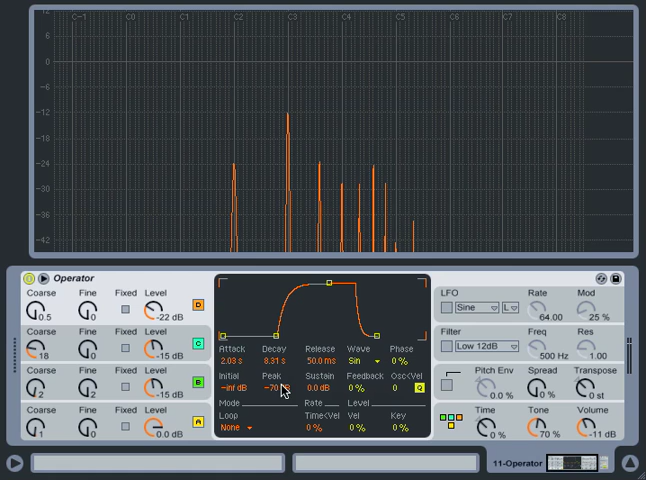 12
C-1 C0 C1 C2 C3 C4 C5 C6 C7 C8
6
0
-6
-12
-18
-24
-30
-36
-42
Operator
Coarse Fine Fixed Level D
0.5 0 -22 dB
Coarse Fine Fixed Level C
18 0 -15 dB
Coarse Fine Fixed Level B
2 0 -15 dB
Coarse Fine Fixed Level A
1 0 0.0 dB
Attack Decay Release Wave Phase
2.03 s 8.31 s 50.0 ms Sin 0 %
Initial Peak Sustain Feedback Osc<Vel
-inf dB 0.0 dB 0 % 0 Q
Mode Rate Level
Loop Time<Vel Vel Key
None 0 % 0 % 0 %
LFO Rate Mod
Sine L 64.00 25 %
Filter Freq Res
Low 12dB 500 Hz 1.00
Pitch Env Spread Transpose
0.0 % 0 % 0 st
Time Tone Volume
0 % 70 % -11 dB
11-Operator